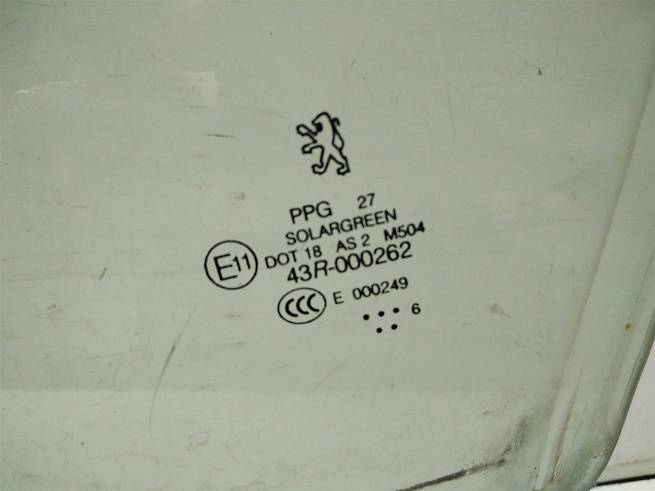 PPG 27
SOLARGREEN
DOT 18 AS 2 M504
E11 43R-000262
CCC E 000249
6